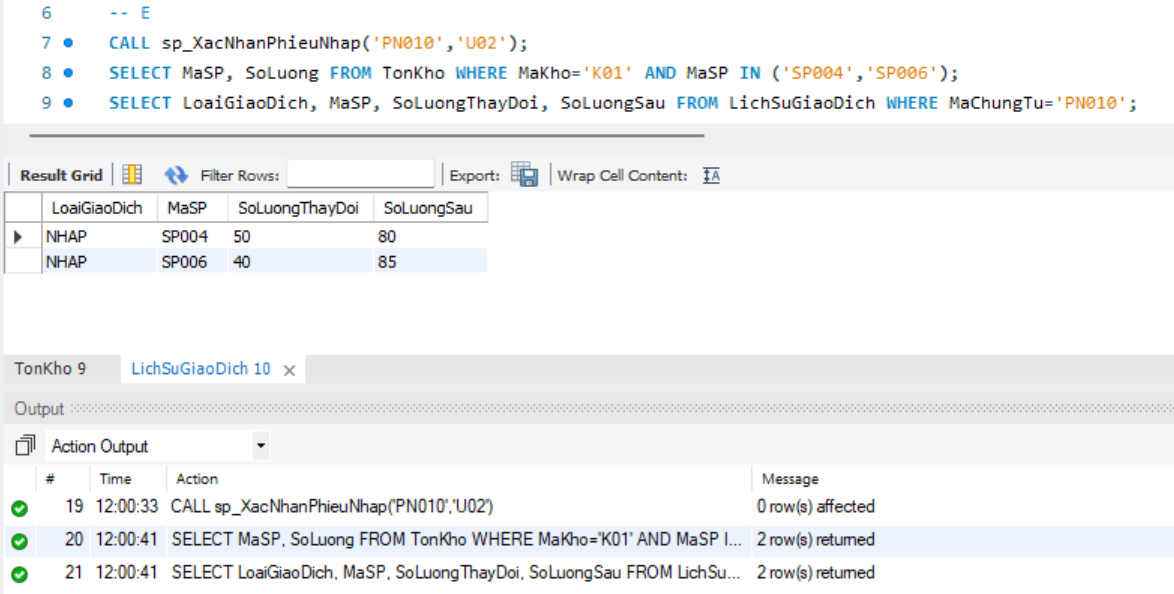 6 -- E
7 CALL sp_XacNhanPhieuNhap('PN010','U02');
8 SELECT MaSP, SoLuong FROM TonKho WHERE MaKho='K01' AND MaSP IN ('SP004','SP006');
9 SELECT LoaiGiaoDich, MaSP, SoLuongThayDoi, SoLuongSau FROM LichSuGiaoDich WHERE MaChungTu='PN010';
Result Grid Filter Rows: Export: Wrap Cell Content: IA
LoaiGiaoDich MaSP SoLuongThayDoi SoLuongSau
NHAP SP004 50 80
NHAP SP006 40 85
TonKho 9 LichSuGiaoDich 10 ×
Output
Action Output
# Time Action Message
19 12:00:33 CALL sp_XacNhanPhieuNhap('PN010','U02') 0 row(s) affected
20 12:00:41 SELECT MaSP, SoLuong FROM TonKho WHERE MaKho='K01' AND MaSP I... 2 row(s) returned
21 12:00:41 SELECT LoaiGiaoDich, MaSP, SoLuongThayDoi, SoLuongSau FROM LichSu... 2 row(s) returned